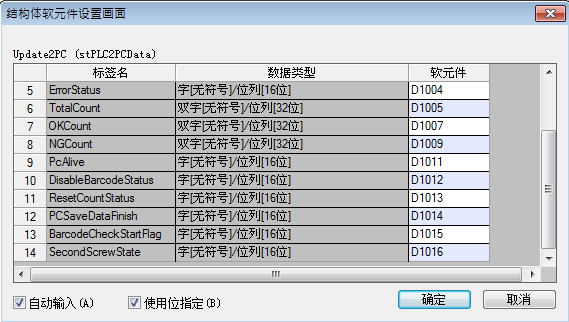 结构体软元件设置画面
Update2PC (stPLC2PCData)
标签名 数据类型 软元件
5 ErrorStatus 字[无符号]/位列[16位] D1004
6 TotalCount 双字[无符号]/位列[32位] D1005
7 OKCount 双字[无符号]/位列[32位] D1007
8 NGCount 双字[无符号]/位列[32位] D1009
9 PcAlive 字[无符号]/位列[16位] D1011
10 DisableBarcodeStatus 字[无符号]/位列[16位] D1012
11 ResetCountStatus 字[无符号]/位列[16位] D1013
12 PCSaveDataFinish 字[无符号]/位列[16位] D1014
13 BarcodeCheckStartFlag 字[无符号]/位列[16位] D1015
14 SecondScrewState 字[无符号]/位列[16位] D1016
自动输入(A) 使用位指定(B) 确定 取消